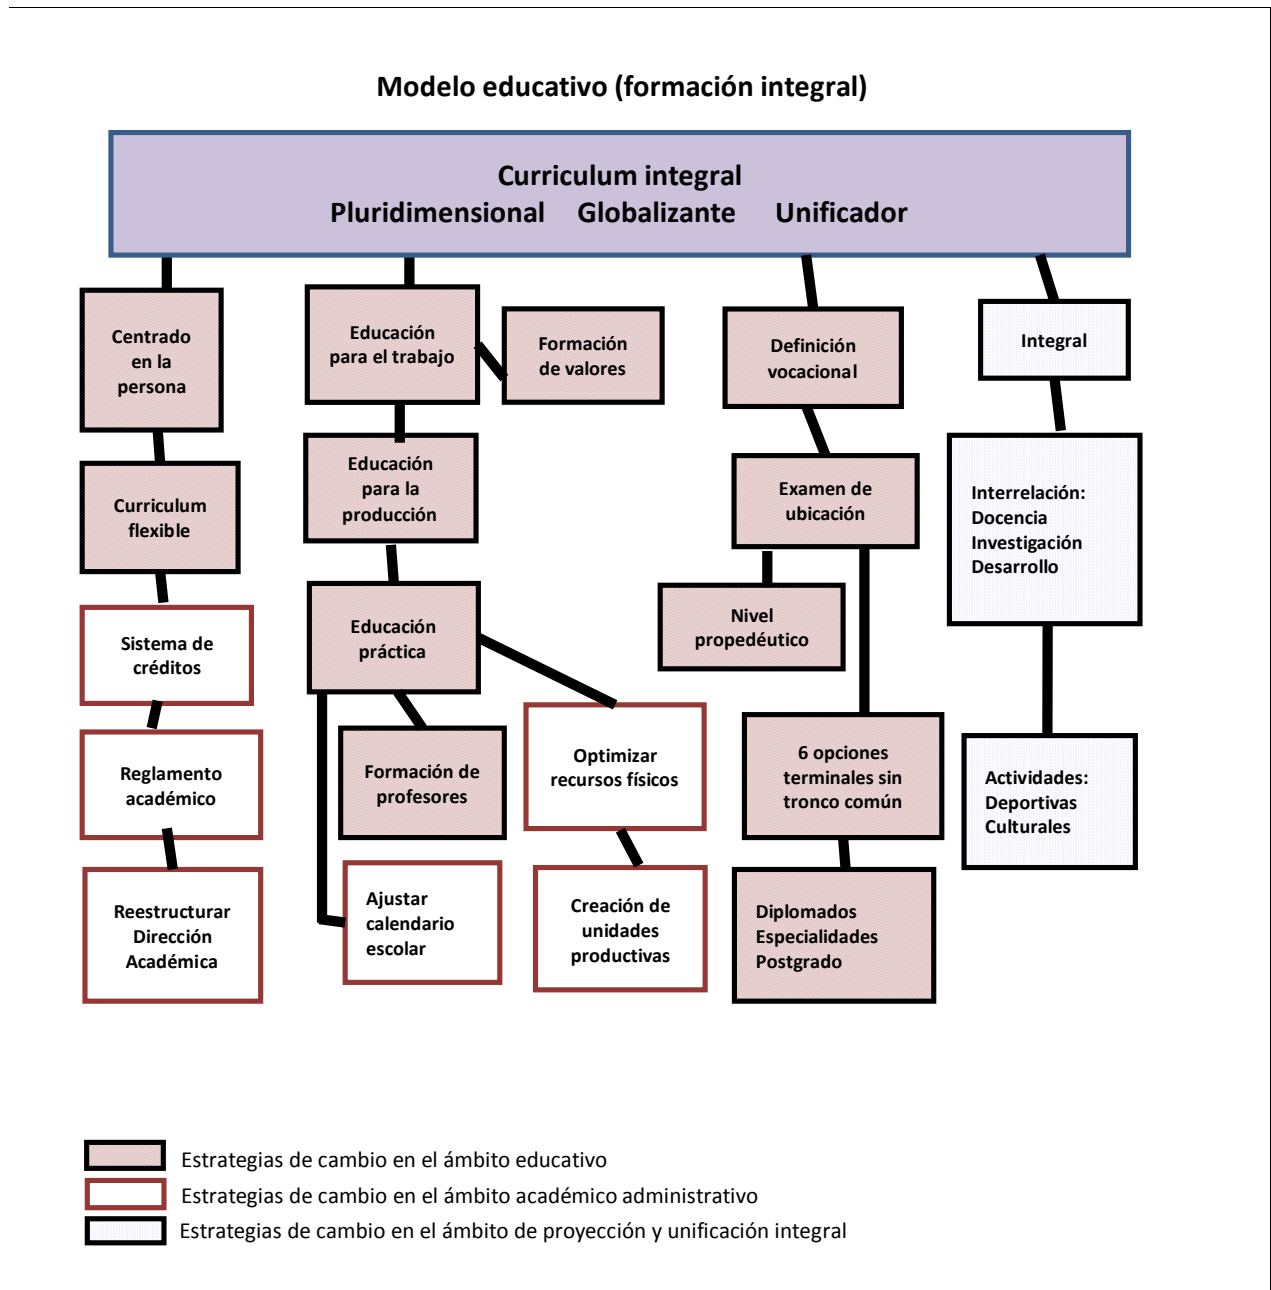 Modelo educativo (formación integral)
Curriculum integral
Pluridimensional Globalizante Unificador
Centrado
en la
persona
Curriculum
flexible
Sistema de
créditos
Reglamento
académico
Reestructurar
Dirección
Académica
Educación
para el trabajo
Formación
de valores
Educación
para la
producción
Educación
práctica
Formación de
profesores
Ajustar
calendario
escolar
Optimizar
recursos físicos
Creación de
unidades
productivas
Definición
vocacional
Examen de
ubicación
Nivel
propedéutico
6 opciones
terminales sin
tronco común
Diplomados
Especialidades
Postgrado
Integral
Interrelación:
Docencia
Investigación
Desarrollo
Actividades:
Deportivas
Culturales
Estrategias de cambio en el ámbito educativo
Estrategias de cambio en el ámbito académico administrativo
Estrategias de cambio en el ámbito de proyección y unificación integral